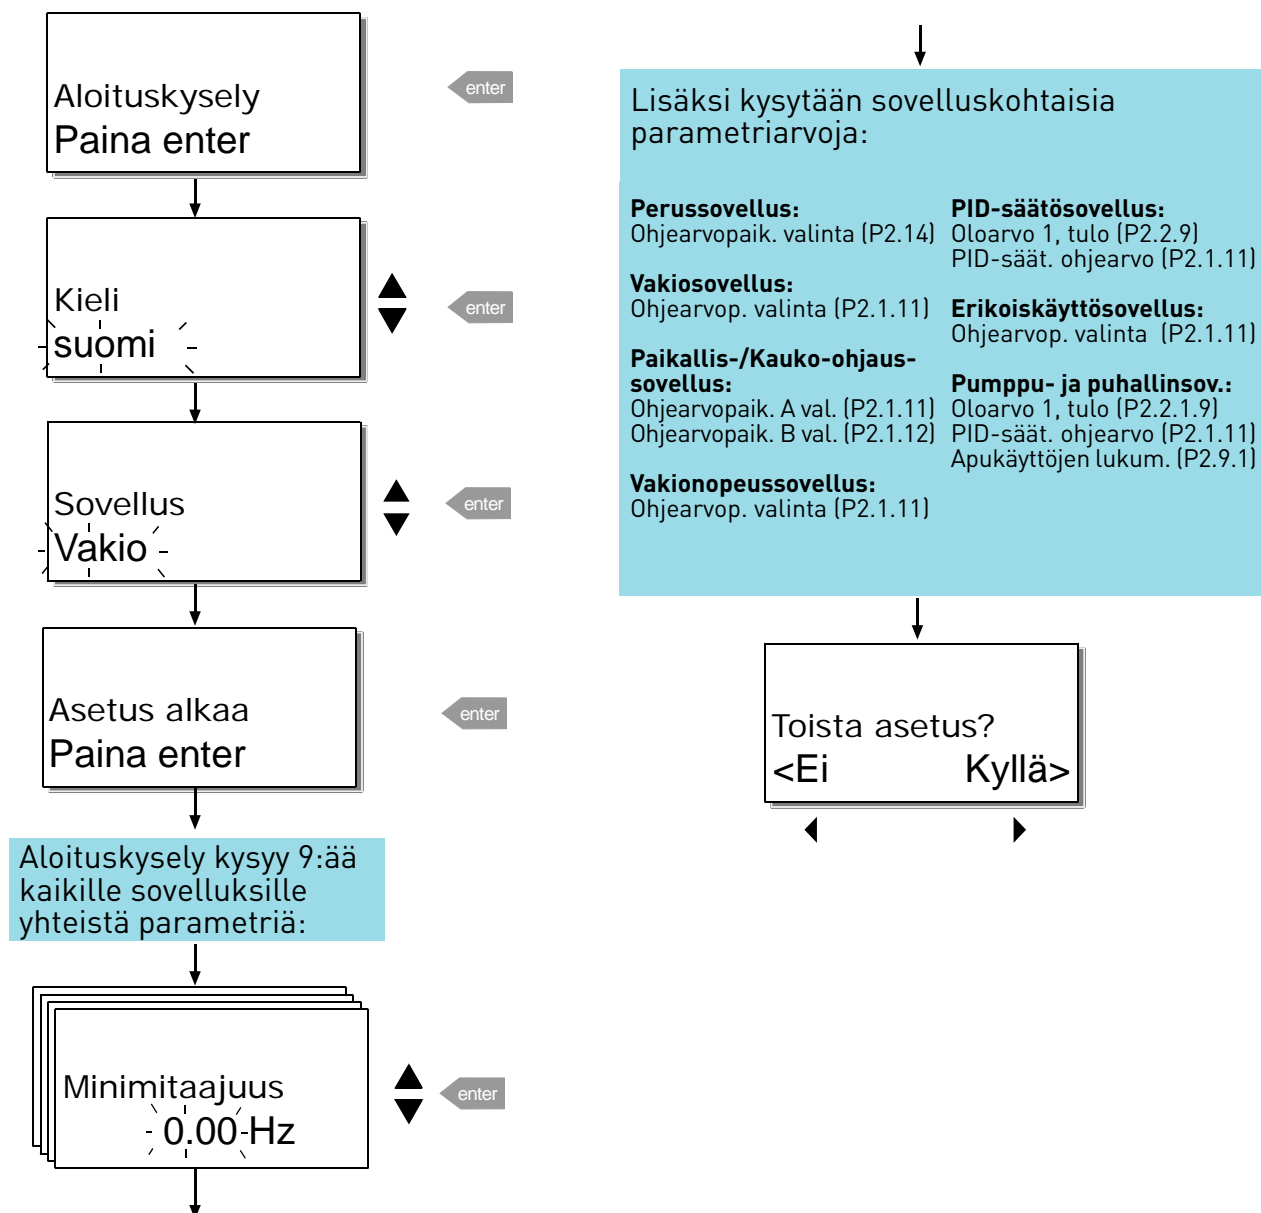 Aloituskysely
Paina enter
enter
Kieli
suomi
enter
Sovellus
Vakio
enter
Asetus alkaa
Paina enter
enter
Aloituskysely kysyy 9:ää
kaikille sovelluksille
yhteistä parametriä:
Minimitaajuus
0.00 Hz
enter
Lisäksi kysytään sovelluskohtaisia
parametriarvoja:
Perussovellus:
Ohjearvopaik. valinta (P2.14)
Vakiosovellus:
Ohjearvop. valinta (P2.1.11)
Paikallis-/Kauko-ohjaus-
sovellus:
Ohjearvopaik. A val. (P2.1.11)
Ohjearvopaik. B val. (P2.1.12)
Vakionopeussovellus:
Ohjearvop. valinta (P2.1.11)
PID-säätösovellus:
Oloarvo 1, tulo (P2.2.9)
PID-säät. ohjearvo (P2.1.11)
Erikoiskäyttösovellus:
Ohjearvop. valinta (P2.1.11)
Pumppu- ja puhallinsov.:
Oloarvo 1, tulo (P2.2.1.9)
PID-säät. ohjearvo (P2.1.11)
Apukäyttöjen lukum. (P2.9.1)
Toista asetus?
<Ei Kyllä>